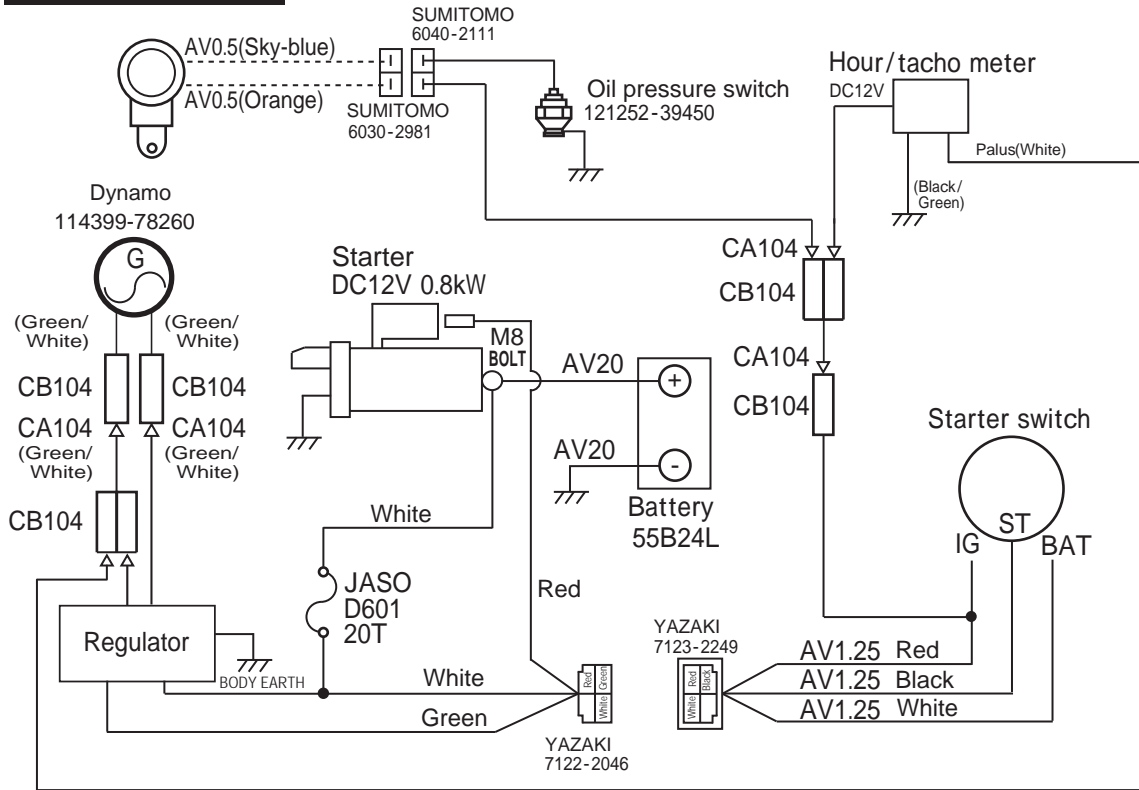 SUMITOMO
6040-2111
AV0.5(Sky-blue)
AV0.5(Orange)
SUMITOMO
6030-2981
Oil pressure switch
121252-39450
Hour/tacho meter
DC12V
Palus(White)
(Black/
Green)
Dynamo
114399-78260
G
(Green/
White)
(Green/
White)
CB104
CB104
CA104
CA104
(Green/
White)
(Green/
White)
CB104
Starter
DC12V 0.8kW
M8
BOLT
AV20
+
AV20
-
Battery
55B24L
CA104
CB104
CA104
CB104
Starter switch
ST
IG
BAT
White
JASO
D601
20T
Red
Regulator
BODY EARTH
White
Green
Red
Green
White
YAZAKI
7122-2046
YAZAKI
7123-2249
Red
Black
White
AV1.25 Red
AV1.25 Black
AV1.25 White